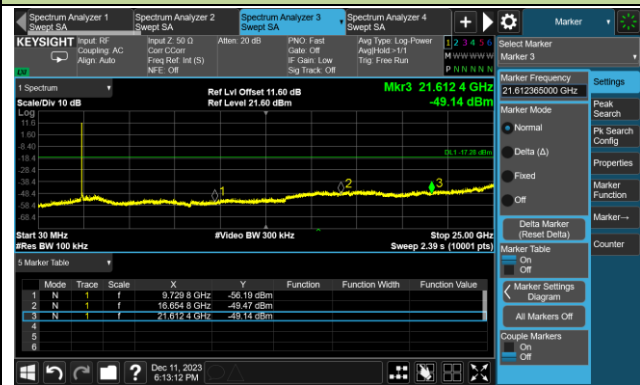 Spectrum Analyzer 1
Swept SA
Spectrum Analyzer 2
Swept SA
Spectrum Analyzer 3
Swept SA
Spectrum Analyzer 4
Swept SA
Marker
KEYSIGHT
Input: RF
Coupling: AC
Align: Auto
Input Z: 50 Ω
Corr CCorr
Freq Ref: Int (S)
NFE: Off
Atten: 20 dB
PNO: Fast
Gate: Off
IF Gain: Low
Sig Track: Off
Avg Type: Log-Power
Avg|Hold:>1/1
Trig: Free Run
1 2 3 4 5 6
M W W W W W
P N N N N N
Select Marker
Marker 3
1 Spectrum
Scale/Div 10 dB
Ref Lvl Offset 11.60 dB
Ref Level 21.60 dBm
Mkr3 21.612 4 GHz
-49.14 dBm
Log
11.6
1.60
-8.40
-18.4
-28.4
-38.4
-48.4
-58.4
-68.4
DL1 -17.20 dBm
1
2
3
Start 30 MHz
#Res BW 100 kHz
#Video BW 300 kHz
Stop 25.00 GHz
Sweep 2.39 s (10001 pts)
5 Marker Table
Mode Trace Scale X Y Function Function Width Function Value
1 N 1 f 9.729 8 GHz -56.19 dBm
2 N 1 f 16.654 8 GHz -49.47 dBm
3 N 1 f 21.612 4 GHz -49.14 dBm
4
5
6
Marker Frequency
21.612365000 GHz
Marker Mode
Normal
Delta (Δ)
Fixed
Off
Delta Marker
(Reset Delta)
Marker Table
On
Off
Marker Settings
Diagram
All Markers Off
Couple Markers
On
Off
Settings
Peak
Search
Pk Search
Config
Properties
Marker
Function
Marker→
Counter
Dec 11, 2023
6:13:12 PM